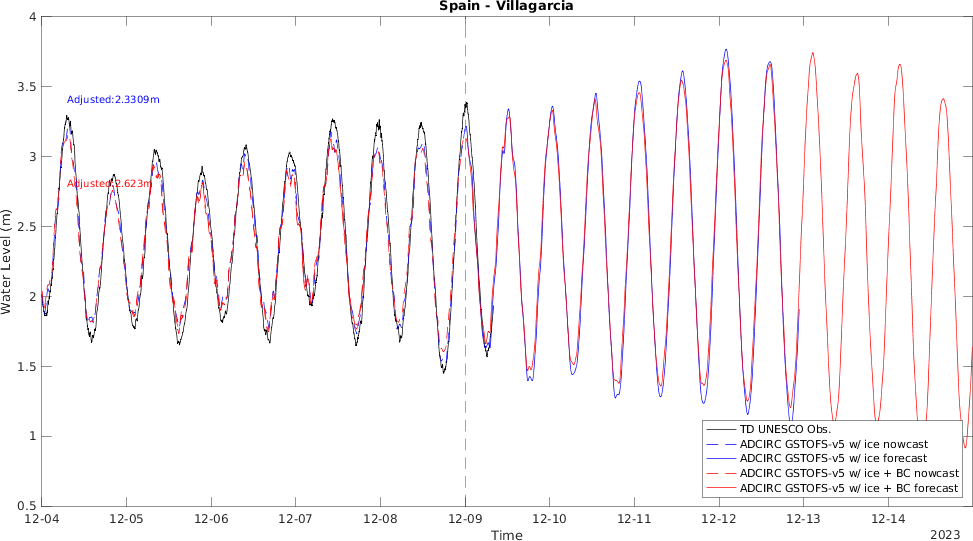 Spain - Villagarcia
4
3.5
3
2.5
2
1.5
1
0.5
Water Level (m)
Adjusted:2.3309m
Adjusted:2.623m
TD UNESCO Obs.
ADCIRC GSTOFS-v5 w/ ice nowcast
ADCIRC GSTOFS-v5 w/ ice forecast
ADCIRC GSTOFS-v5 w/ ice + BC nowcast
ADCIRC GSTOFS-v5 w/ ice + BC forecast
12-04 12-05 12-06 12-07 12-08 12-09 12-10 12-11 12-12 12-13 12-14
Time
2023